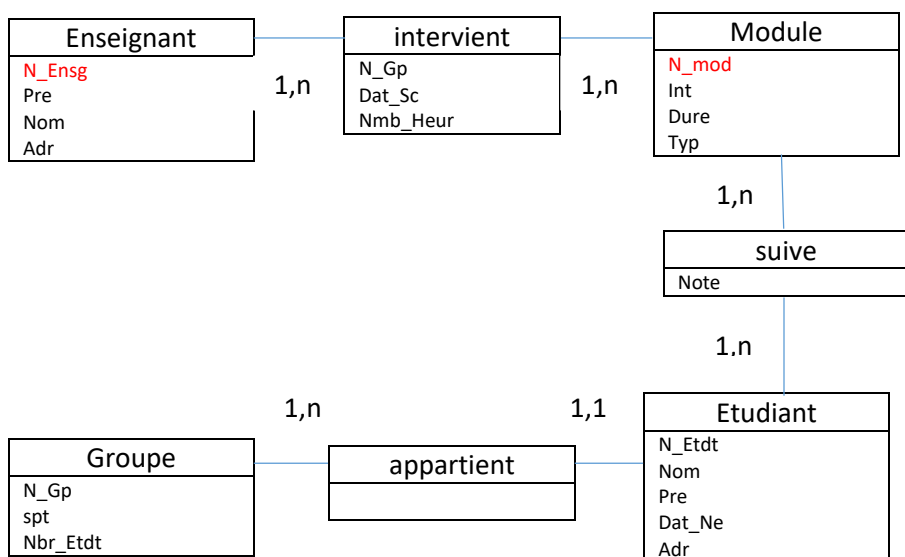 Enseignant
N_Ensg
Pre
Nom
Adr
1,n
intervient
N_Gp
Dat_Sc
Nmb_Heur
1,n
Module
N_mod
Int
Dure
Typ
1,n
suive
Note
1,n
Etudiant
N_Etdt
Nom
Pre
Dat_Ne
Adr
1,1
appartient
1,n
Groupe
N_Gp
spt
Nbr_Etdt